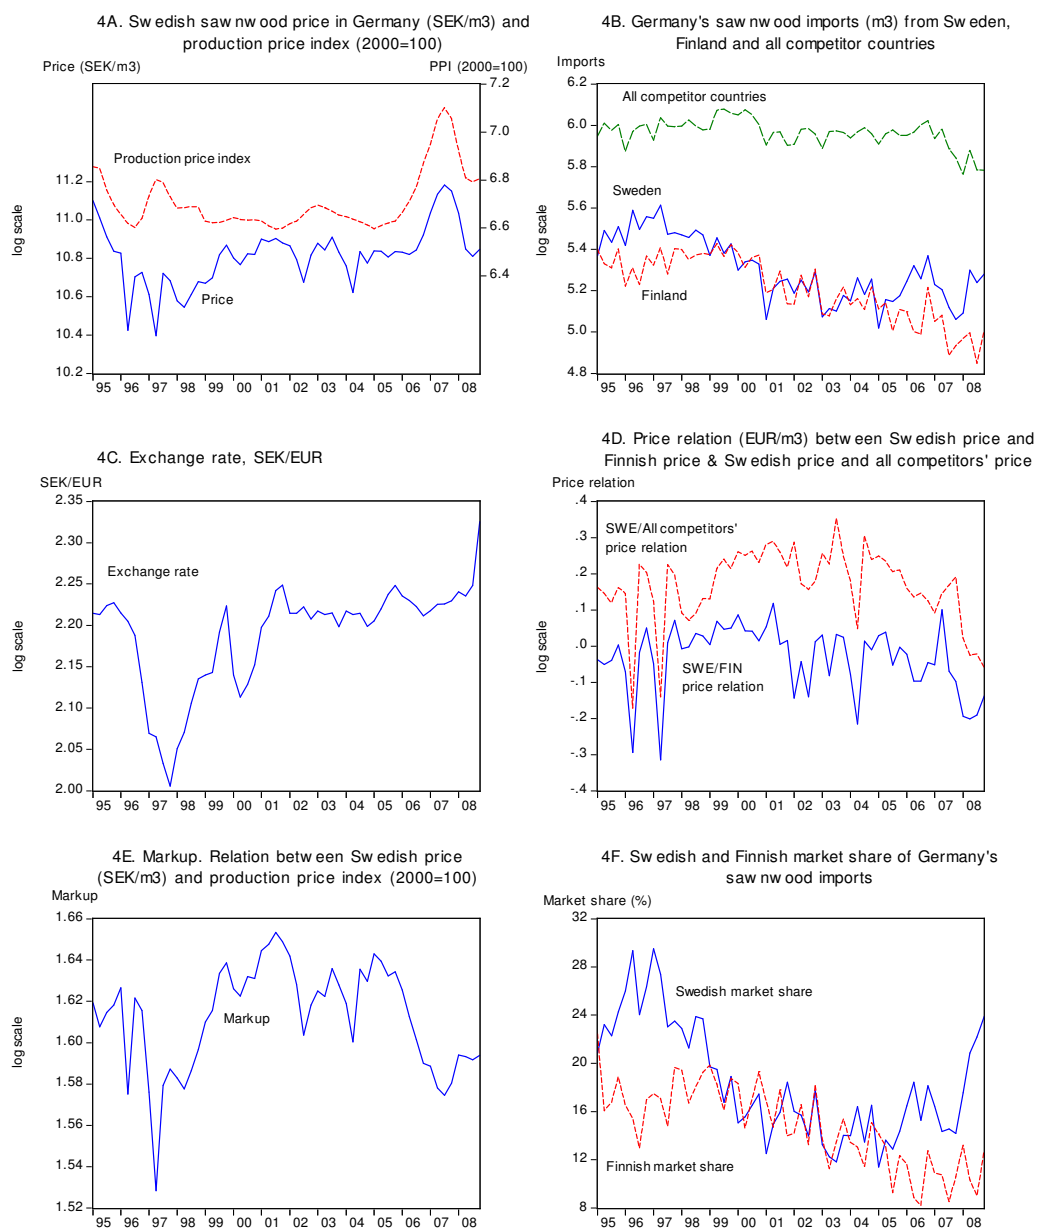 4A. Swedish sawnwood price in Germany (SEK/m3) and
production price index (2000=100)
Price (SEK/m3)
PPI (2000=100)
7.2
7.0
6.8
6.6
6.4
11.2
11.0
10.8
10.6
10.4
10.2
log scale
Production price index
Price
95 96 97 98 99 00 01 02 03 04 05 06 07 08
4B. Germany's sawnwood imports (m3) from Sweden,
Finland and all competitor countries
Imports
6.2
6.0
5.8
5.6
5.4
5.2
5.0
4.8
log scale
All competitor countries
Sweden
Finland
95 96 97 98 99 00 01 02 03 04 05 06 07 08
4C. Exchange rate, SEK/EUR
SEK/EUR
2.35
2.30
2.25
2.20
2.15
2.10
2.05
2.00
log scale
Exchange rate
95 96 97 98 99 00 01 02 03 04 05 06 07 08
4D. Price relation (EUR/m3) between Swedish price and
Finnish price & Swedish price and all competitors' price
Price relation
.4
.3
.2
.1
.0
-.1
-.2
-.3
-.4
log scale
SWE/All competitors'
price relation
SWE/FIN
price relation
95 96 97 98 99 00 01 02 03 04 05 06 07 08
4E. Markup. Relation between Swedish price
(SEK/m3) and production price index (2000=100)
Markup
1.66
1.64
1.62
1.60
1.58
1.56
1.54
1.52
log scale
Markup
95 96 97 98 99 00 01 02 03 04 05 06 07 08
4F. Swedish and Finnish market share of Germany's
sawnwood imports
Market share (%)
32
28
24
20
16
12
8
Swedish market share
Finnish market share
95 96 97 98 99 00 01 02 03 04 05 06 07 08